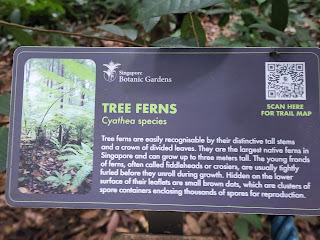 Singapore
Botanic Gardens
TREE FERNS
Cyathea species
SCAN HERE
FOR TRAIL MAP
Tree ferns are easily recognisable by their distinctive tall stems
and a crown of divided leaves. They are the largest native ferns in
Singapore and can grow up to three meters tall. The young fronds
of ferns, often called fiddleheads or crosiers, are usually tightly
furled before they unroll during growth. Hidden on the lower
surface of their leaflets are small brown dots, which are clusters of
spore containers enclosing thousands of spores for reproduction.